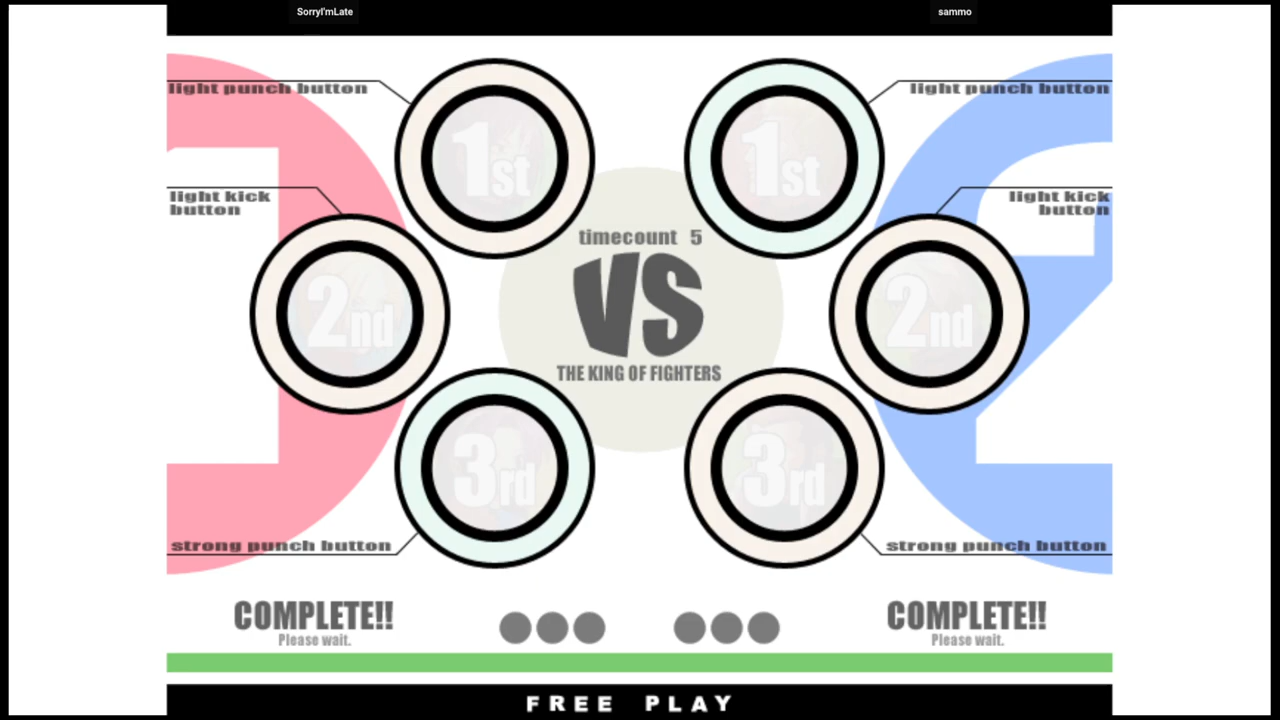 SorryI'mLate
sammo
light punch button
light punch button
1st
1st
light kick
button
light kick
button
timecount 5
2nd
VS
2nd
THE KING OF FIGHTERS
3rd
3rd
strong punch button
strong punch button
COMPLETE!!
Please wait.
COMPLETE!!
Please wait.
FREE PLAY